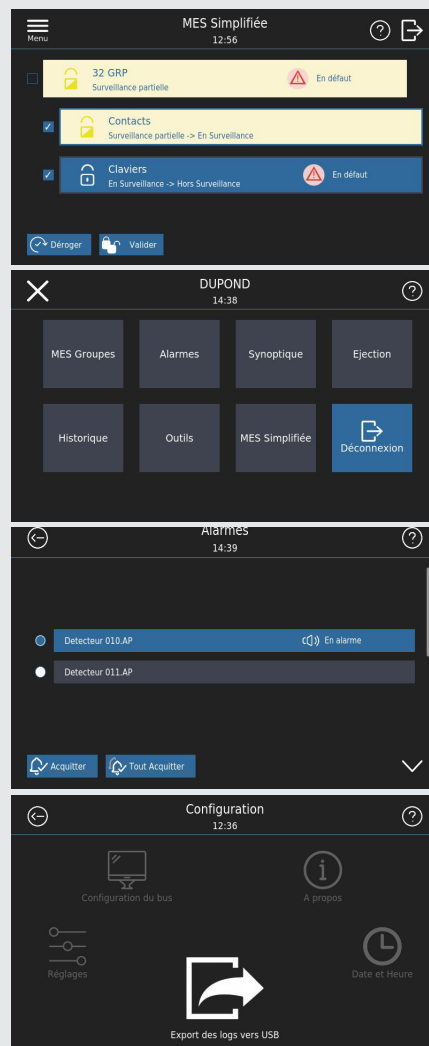 MES Simplifiée
Menu
12:56
32 GRP
Surveillance partielle
En défaut
Contacts
Surveillance partielle -> En Surveillance
Claviers
En Surveillance -> Hors Surveillance
En défaut
Déroger
Valider
DUPOND
14:38
MES Groupes
Alarmes
Synoptique
Ejection
Historique
Outils
MES Simplifiée
Déconnexion
Alarmes
14:39
Detecteur 010.AP
En alarme
Detecteur 011.AP
Acquitter
Tout Acquitter
Configuration
12:36
Configuration du bus
A propos
Réglages
Date et Heure
Export des logs vers USB